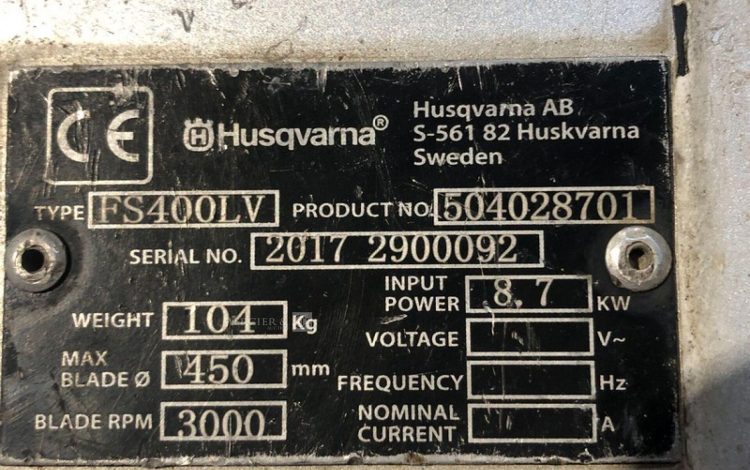 CE
Husqvarna®
Husqvarna AB
S-561 82 Huskvarna
Sweden
TYPE FS400LV PRODUCT NO. 504028701
SERIAL NO. 2017 2900092
WEIGHT 104 Kg
INPUT POWER 8,7 KW
VOLTAGE V~
MAX BLADE Ø 450 mm
FREQUENCY Hz
BLADE RPM 3000
NOMINAL CURRENT A